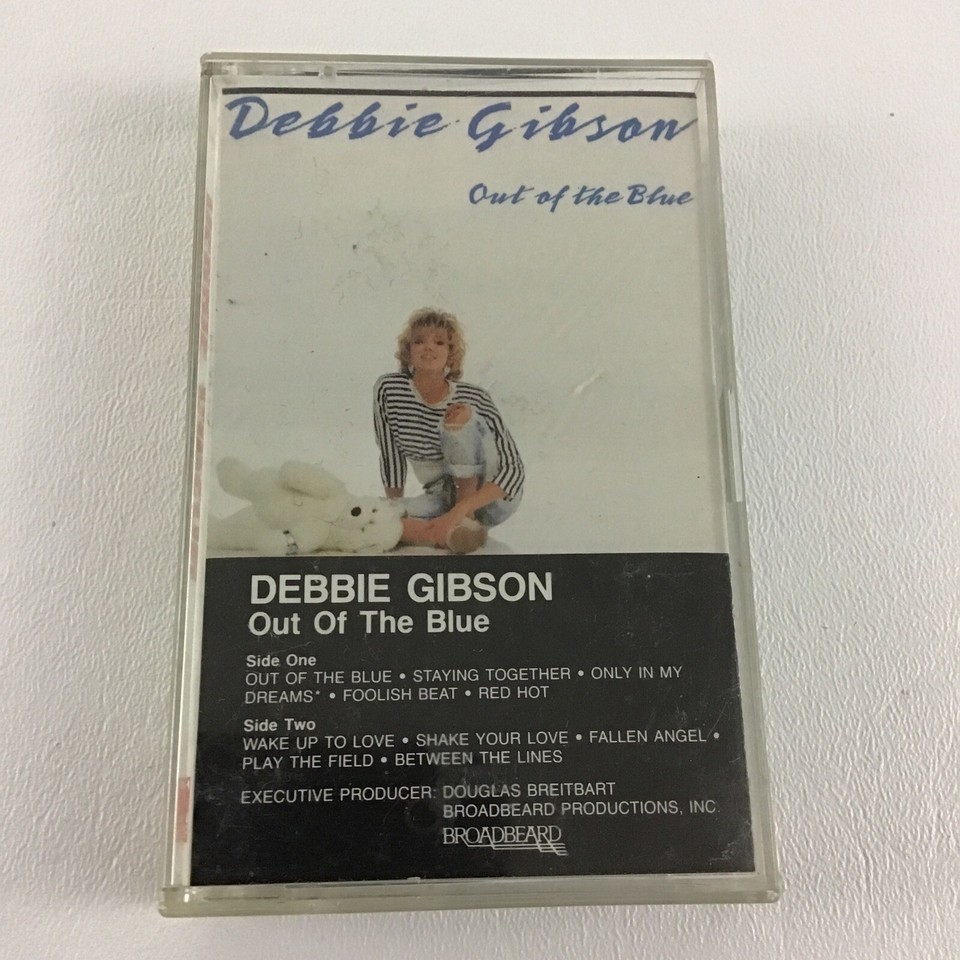 Debbie Gibson
Out of the Blue
DEBBIE GIBSON
Out Of The Blue
Side One
OUT OF THE BLUE • STAYING TOGETHER • ONLY IN MY
DREAMS* • FOOLISH BEAT • RED HOT
Side Two
WAKE UP TO LOVE • SHAKE YOUR LOVE • FALLEN ANGEL •
PLAY THE FIELD • BETWEEN THE LINES
EXECUTIVE PRODUCER: DOUGLAS BREITBART
BROADBEARD PRODUCTIONS, INC.
BROADBEARD